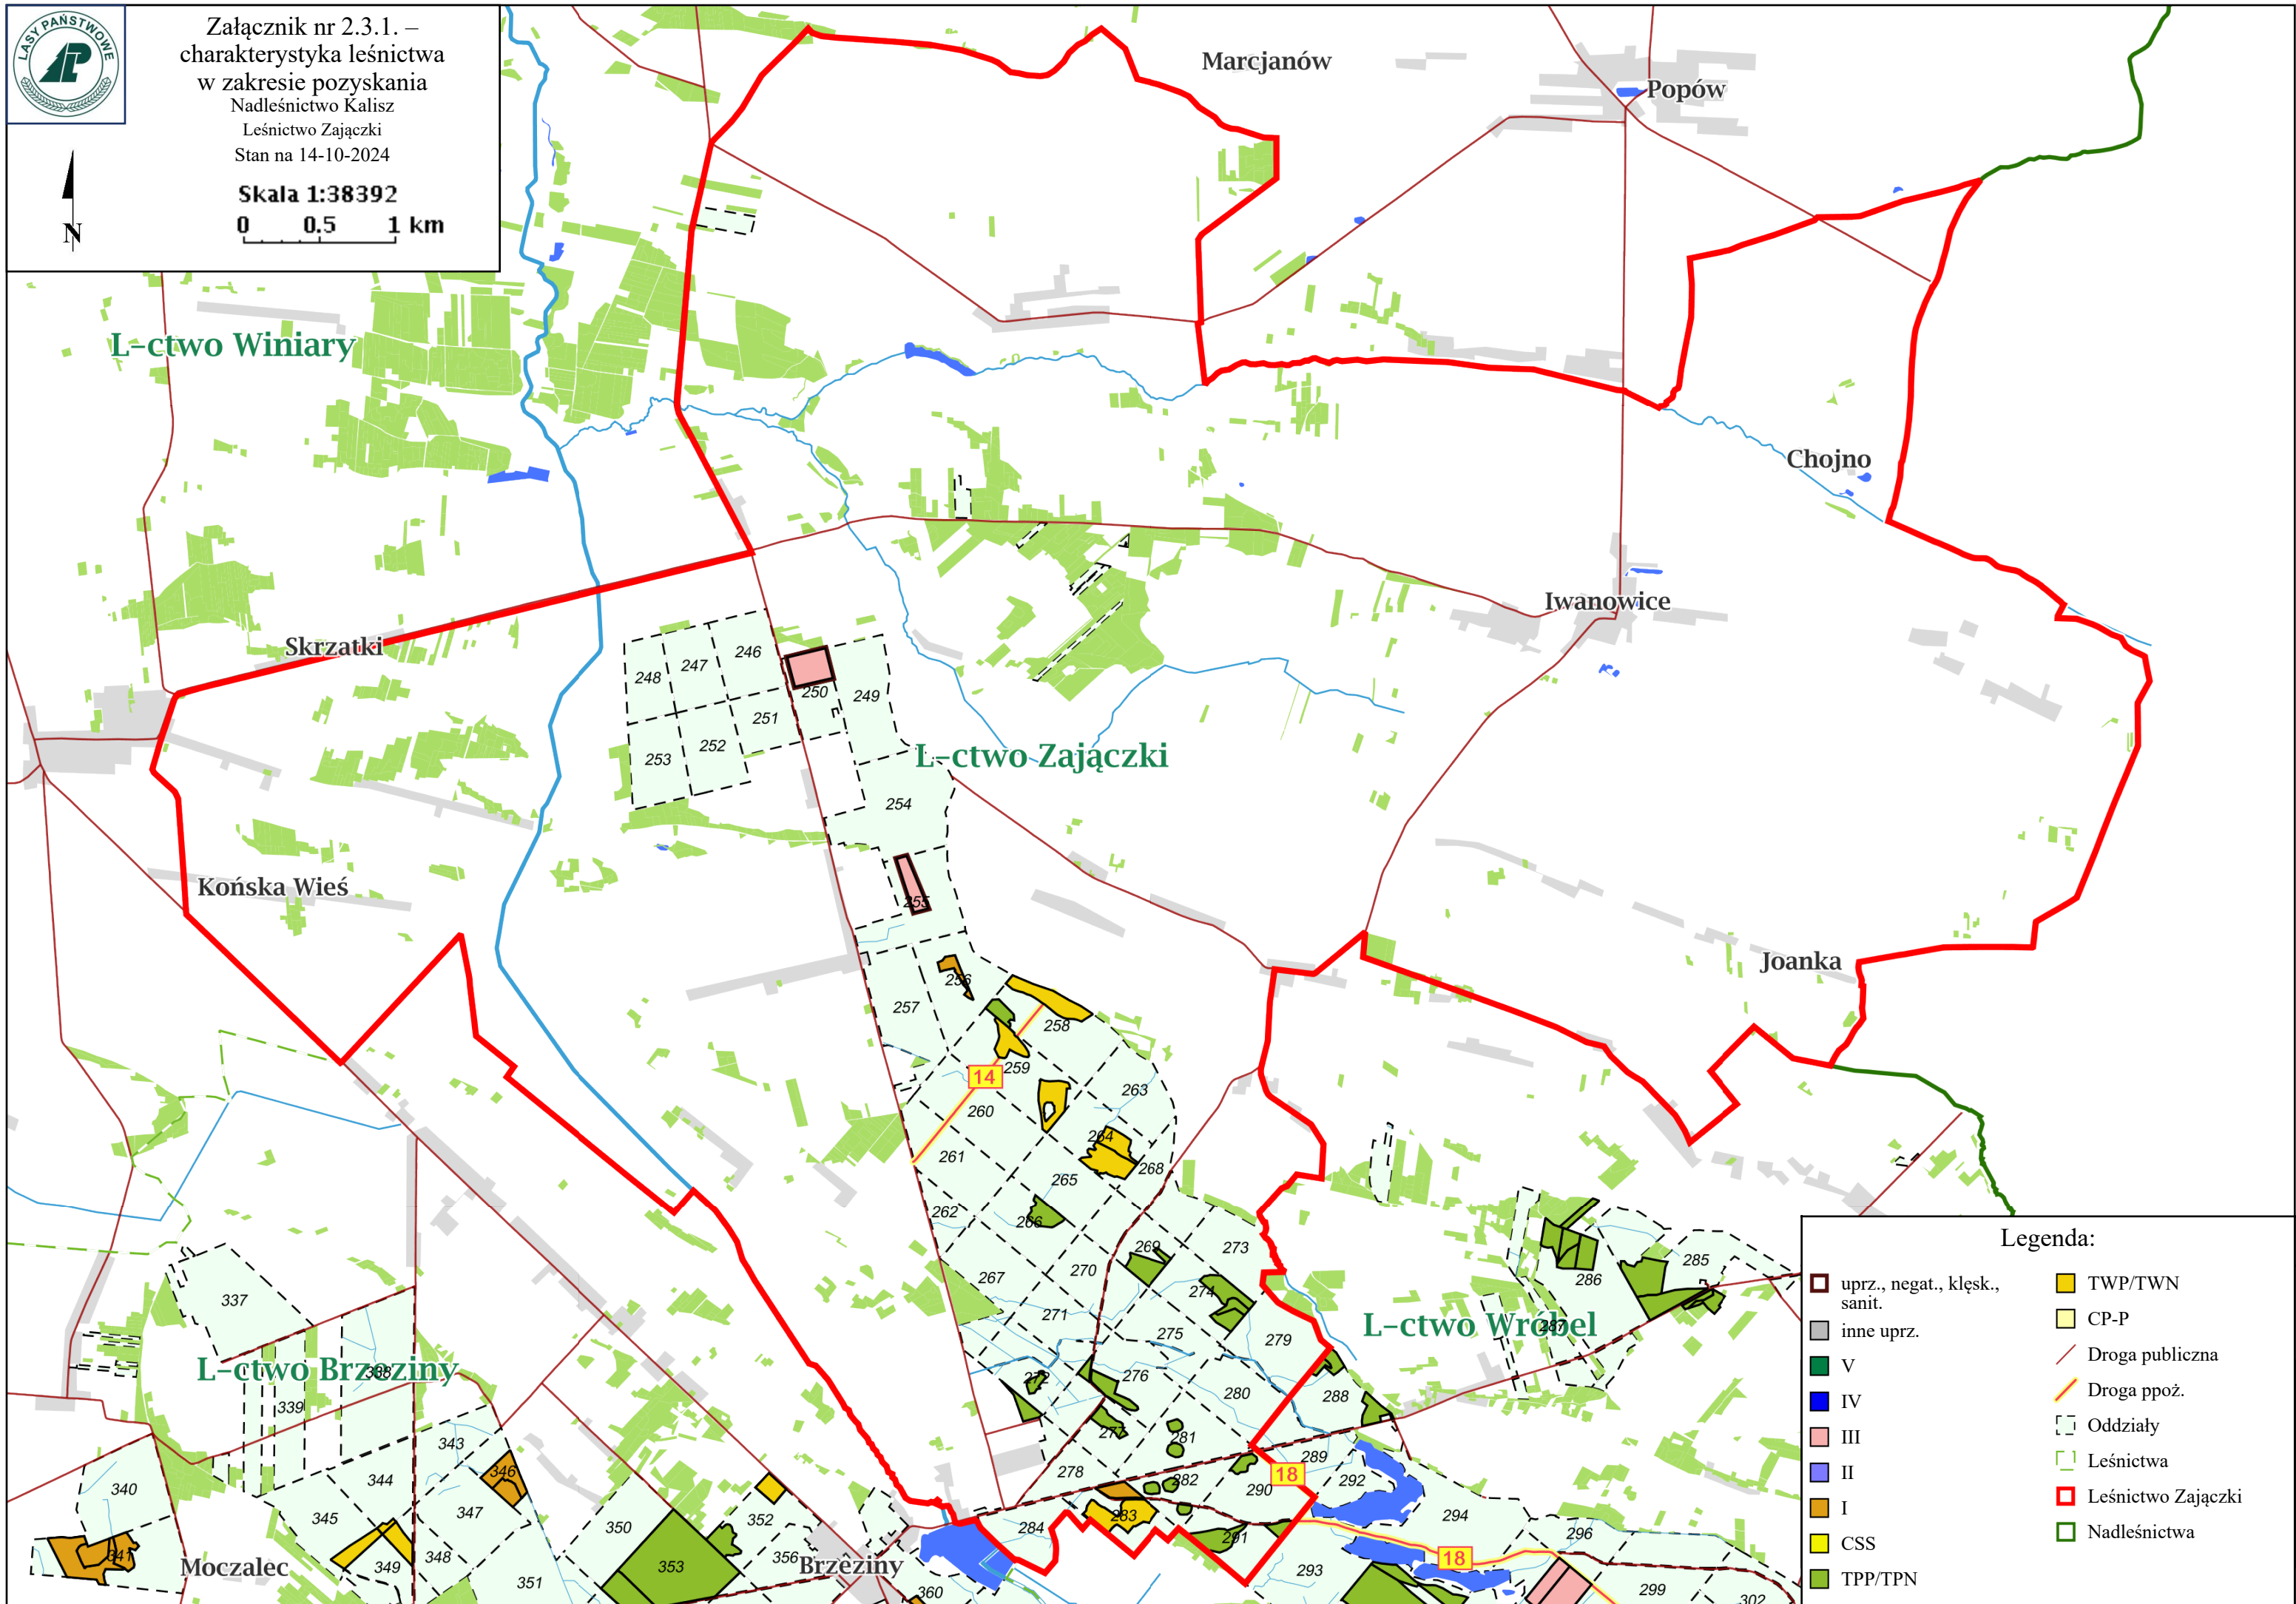 LASY PAŃSTWOWE
Załącznik nr 2.3.1. –
charakterystyka leśnictwa
w zakresie pozyskania
Nadleśnictwo Kalisz
Leśnictwo Zajączki
Stan na 14-10-2024
Skala 1:38392
0 0.5 1 km
N
Marcjanów
Popów
L-ctwo Winiary
Chojno
Iwanowice
Skrzatki
246
247
248
250
249
251
252
253
L-ctwo Zajączki
254
Końska Wieś
255
Joanka
256
257
258
259
14
263
260
264
261
268
265
262
266
269
273
270
267
274
271
275
279
285
286
287
L-ctwo Wróbel
337
L-ctwo Brzeziny
338
339
272
276
280
288
277
281
343
346
344
340
278
282
289
18
292
290
347
345
350
352
283
294
284
296
291
341
Moczalec
349
348
353
356
Brzeziny
18
293
351
360
299
302
Legenda:
uprz., negat., klęsk.,
sanit.
inne uprz.
V
IV
III
II
I
CSS
TPP/TPN
TWP/TWN
CP-P
Droga publiczna
Droga ppoż.
Oddziały
Leśnictwa
Leśnictwo Zajączki
Nadleśnictwa